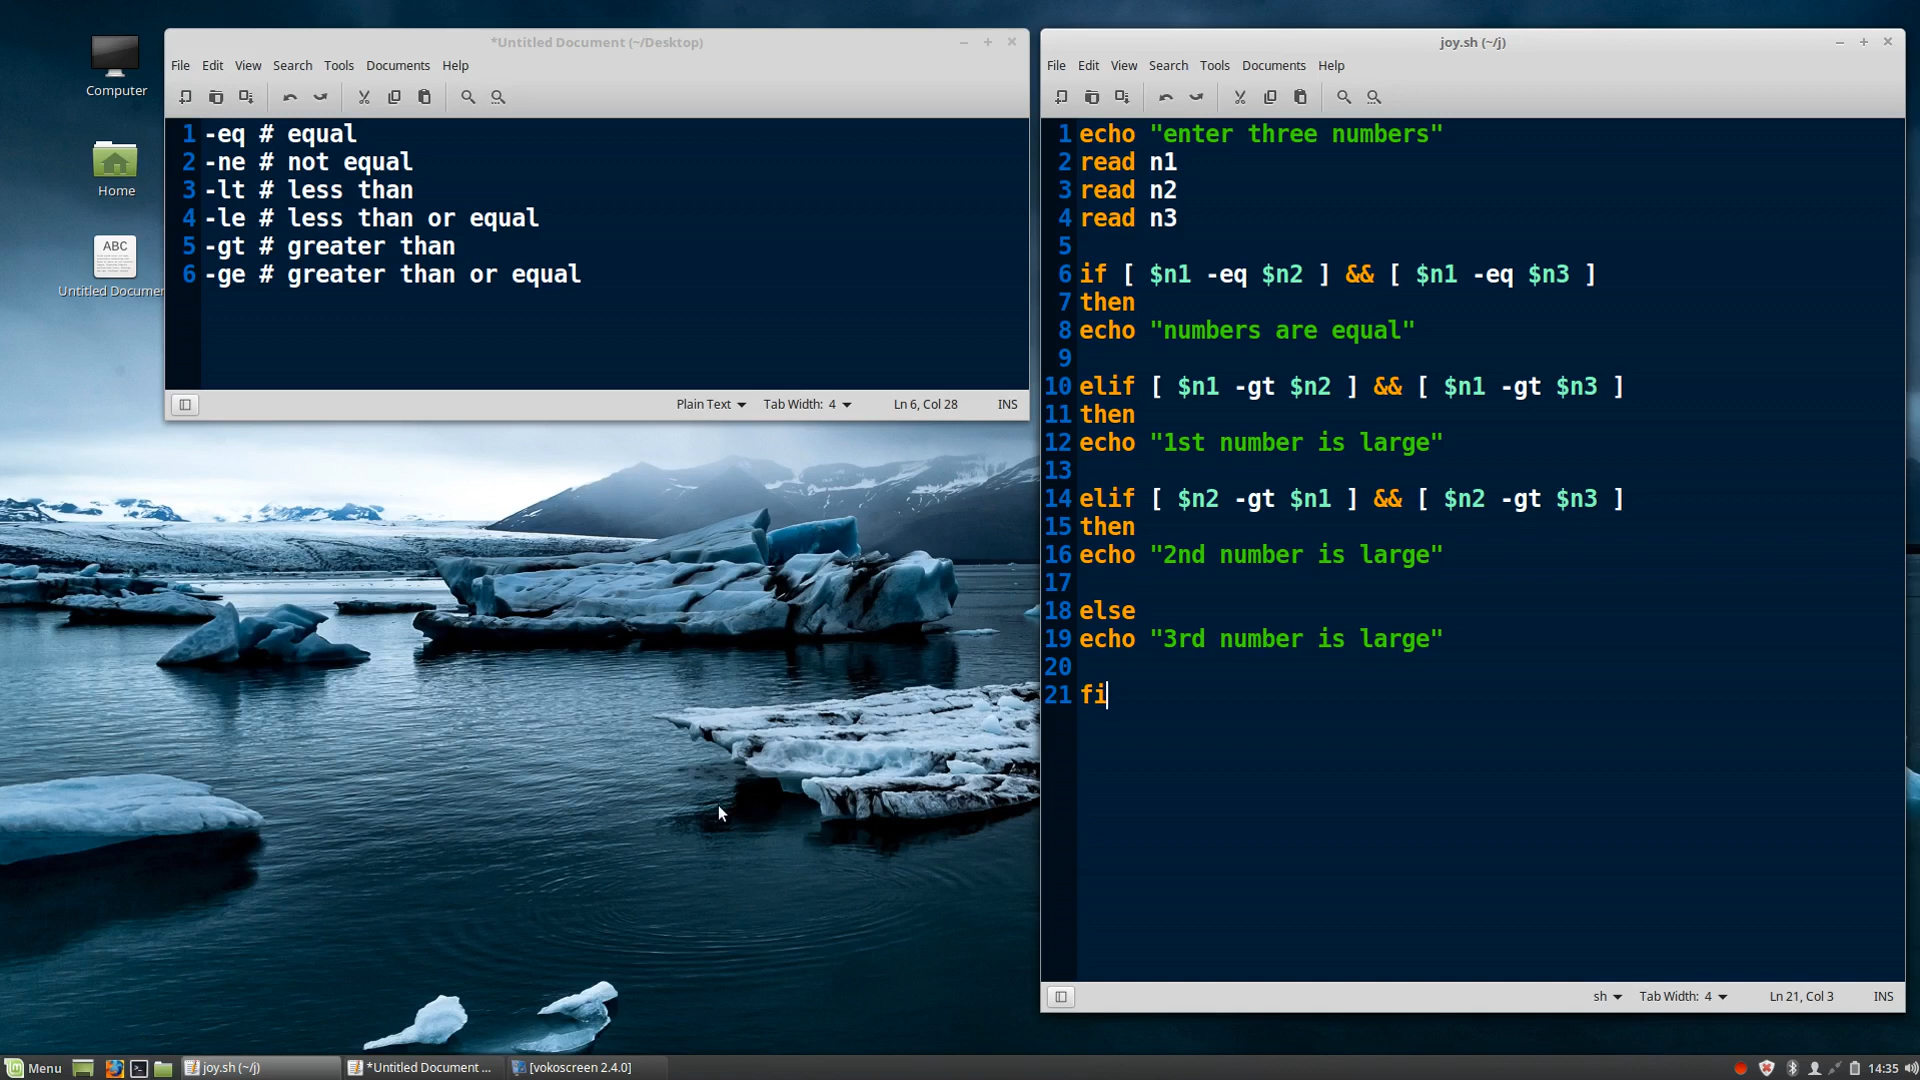 Computer
Home
ABC
Untitled Documen
*Untitled Document (~/Desktop)
File Edit View Search Tools Documents Help
1 -eq # equal
2 -ne # not equal
3 -lt # less than
4 -le # less than or equal
5 -gt # greater than
6 -ge # greater than or equal
Plain Text Tab Width: 4 Ln 6, Col 28 INS
joy.sh (~/j)
File Edit View Search Tools Documents Help
1 echo "enter three numbers"
2 read n1
3 read n2
4 read n3
5
6 if [ $n1 -eq $n2 ] && [ $n1 -eq $n3 ]
7 then
8 echo "numbers are equal"
9
10 elif [ $n1 -gt $n2 ] && [ $n1 -gt $n3 ]
11 then
12 echo "1st number is large"
13
14 elif [ $n2 -gt $n1 ] && [ $n2 -gt $n3 ]
15 then
16 echo "2nd number is large"
17
18 else
19 echo "3rd number is large"
20
21 fi
sh Tab Width: 4 Ln 21, Col 3 INS
Menu joy.sh (~/j) *Untitled Document ... [vokoscreen 2.4.0] 14:35